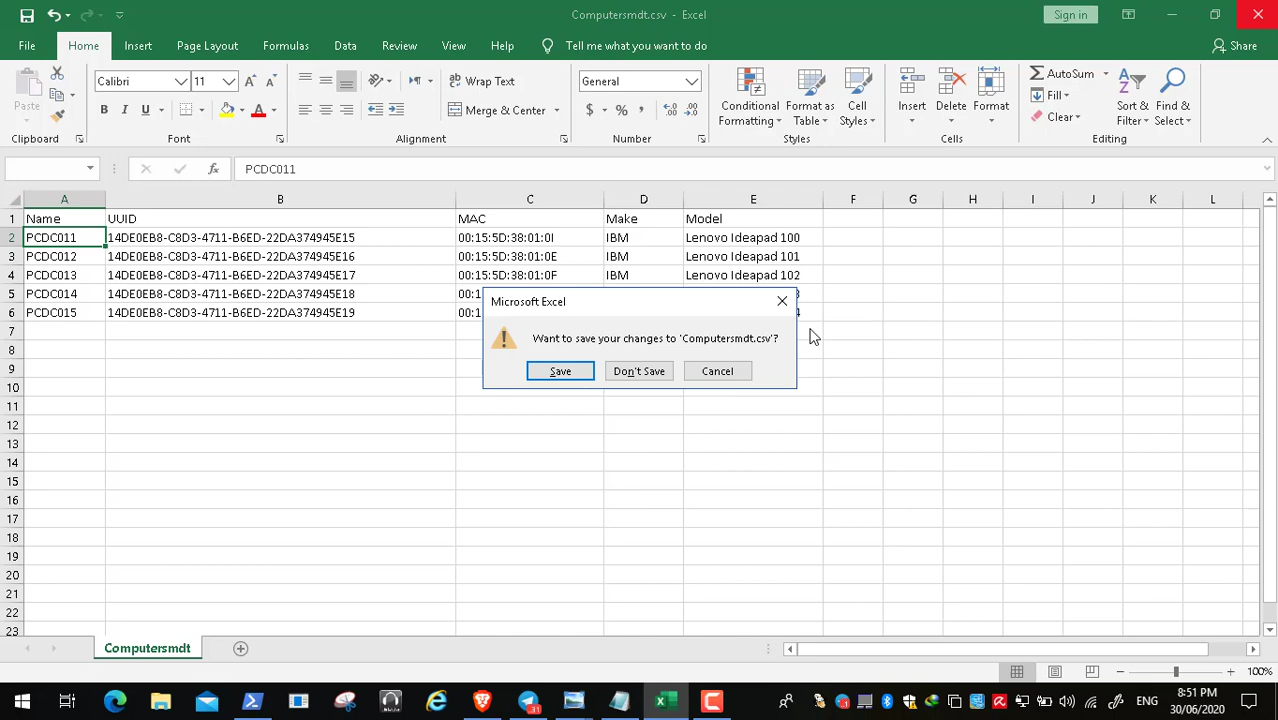 Computersmdt.csv - Excel
Sign in
File Home Insert Page Layout Formulas Data Review View Help Tell me what you want to do Share
Paste
Calibri 11
Wrap Text
General
Merge & Center
$ % ,
B I U A
Conditional Formatting
Format as Table
Cell Styles
Insert Delete Format
AutoSum
Fill
Clear
Sort & Filter
Find & Select
Clipboard Font Alignment Number Styles Cells Editing
fx PCDC011
A B C D E F G H I J K L
1 Name UUID MAC Make Model
2 PCDC011 14DE0EB8-C8D3-4711-B6ED-22DA374945E15 00:15:5D:38:01:0I IBM Lenovo Ideapad 100
3 PCDC012 14DE0EB8-C8D3-4711-B6ED-22DA374945E16 00:15:5D:38:01:0E IBM Lenovo Ideapad 101
4 PCDC013 14DE0EB8-C8D3-4711-B6ED-22DA374945E17 00:15:5D:38:01:0F IBM Lenovo Ideapad 102
5 PCDC014 14DE0EB8-C8D3-4711-B6ED-22DA374945E18 00:1
6 PCDC015 14DE0EB8-C8D3-4711-B6ED-22DA374945E19 00:1 4
Microsoft Excel
Want to save your changes to 'Computersmdt.csv'?
Save Don't Save Cancel
7
8
9
10
11
12
13
14
15
16
17
18
19
20
21
22
23
Computersmdt
100%
31
ENG
8:51 PM
30/06/2020